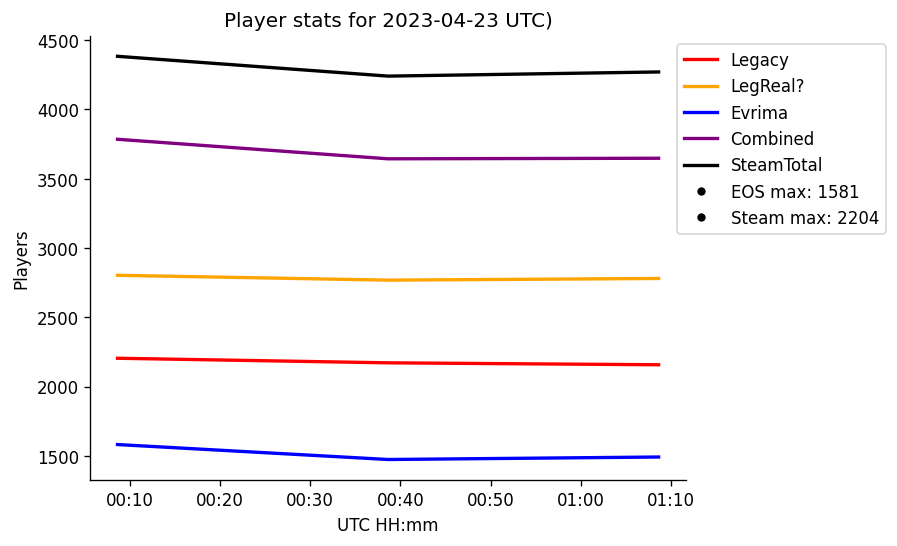 Player stats for 2023-04-23 UTC)
4500
4000
3500
3000
2500
2000
1500
Players
00:10 00:20 00:30 00:40 00:50 01:00 01:10
UTC HH:mm
Legacy
LegReal?
Evrima
Combined
SteamTotal
EOS max: 1581
Steam max: 2204